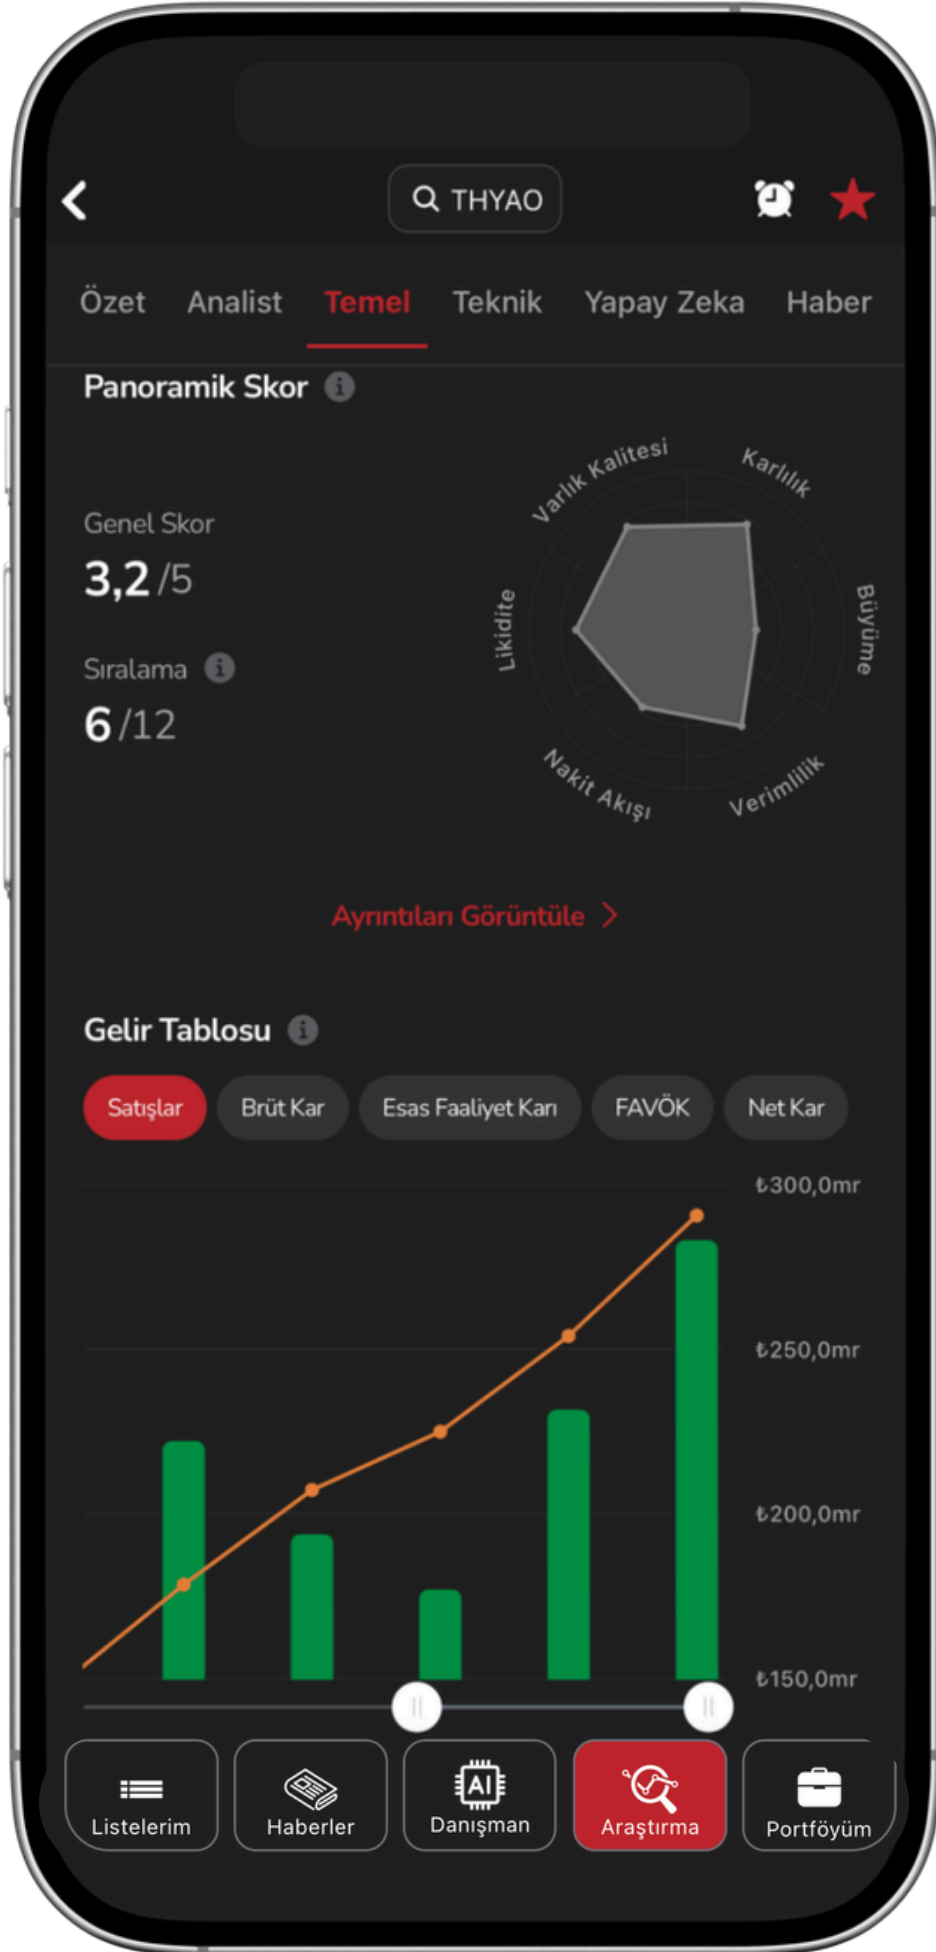 THYAO
Özet Analist Temel Teknik Yapay Zeka Haber
Panoramik Skor
Genel Skor
3,2 /5
Sıralama
6 /12
Varlık Kalitesi
Karlılık
Büyüme
Verimlilik
Nakit Akışı
Likidite
Ayrıntıları Görüntüle
Gelir Tablosu
Satışlar Brüt Kar Esas Faaliyet Karı FAVÖK Net Kar
₺300,0mr
₺250,0mr
₺200,0mr
₺150,0mr
AI
Listelerim Haberler Danışman Araştırma Portföyüm